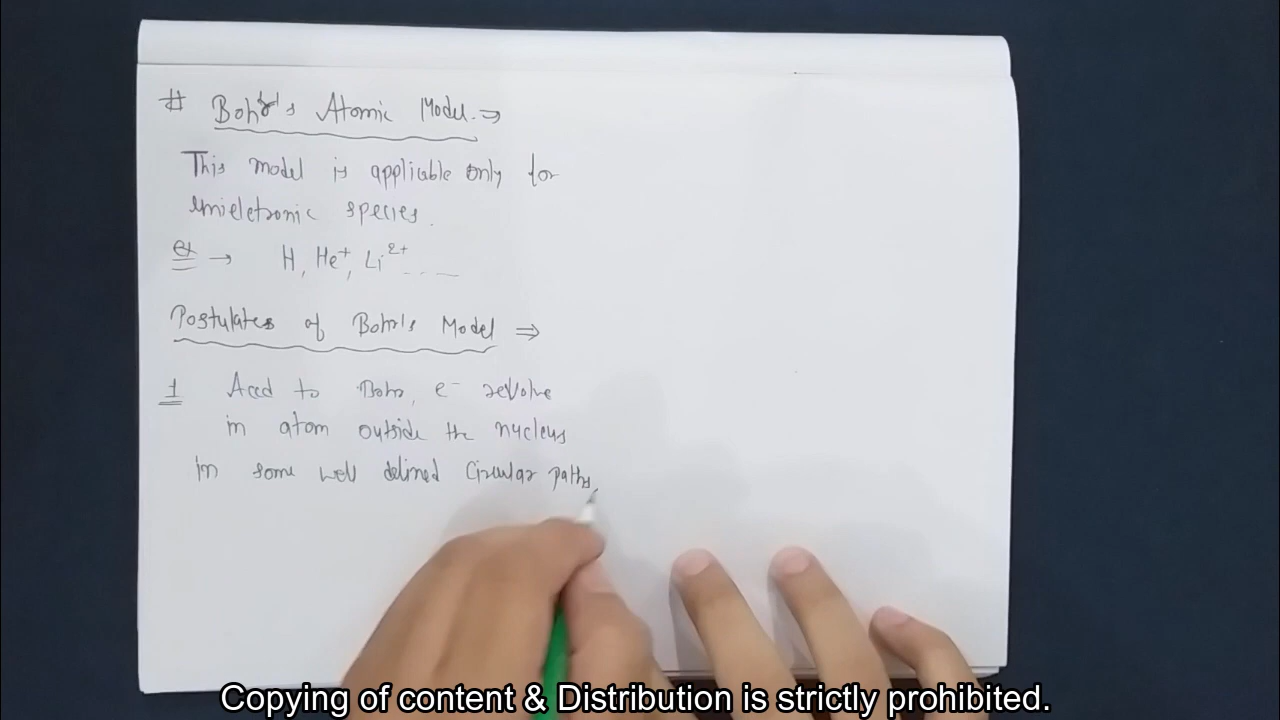 # Bohr's Atomic Model. ⇒
This model is applicable only for
unieletronic species.
ex → H, He⁺, Li²⁺ - - - —
Postulates of Bohr's Model ⇒
1 Accd to Bohr, e⁻ revolve
in atom outside the nucleus
in some well defined Circular paths,
Copying of content & Distribution is strictly prohibited.